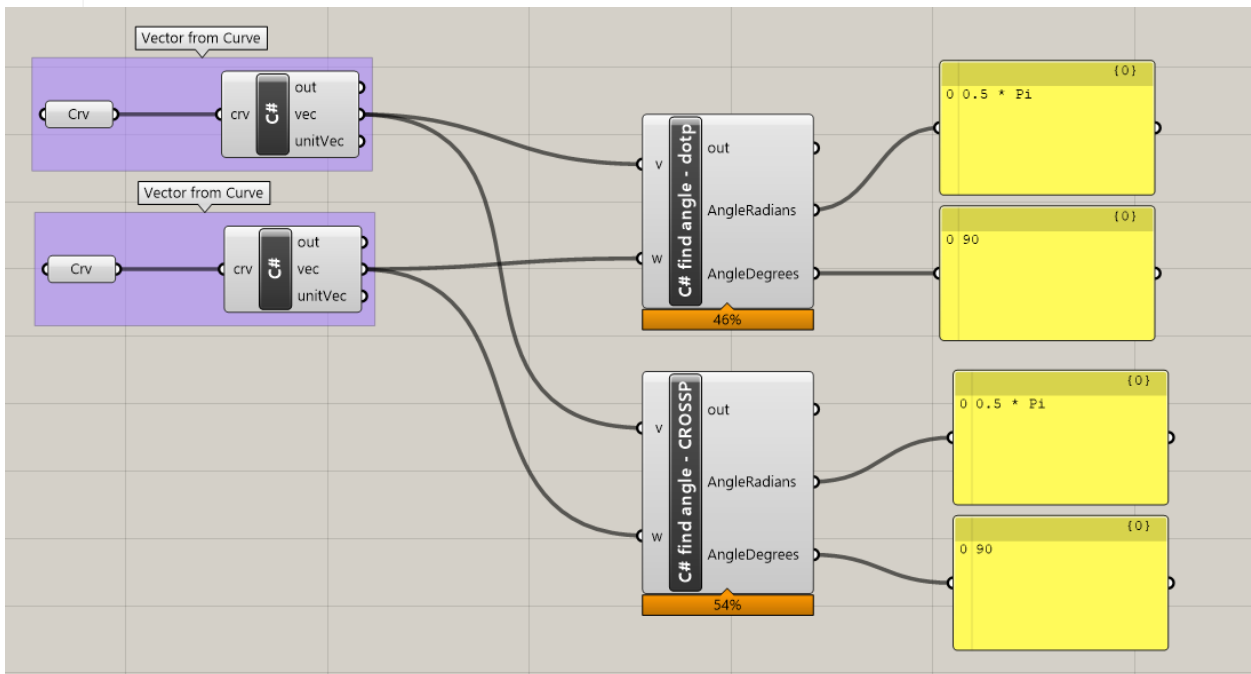 Vector from Curve
Crv
crv
C#
out
vec
unitVec
Vector from Curve
Crv
crv
C#
out
vec
unitVec
v
w
C# find angle - dotp
out
AngleRadians
AngleDegrees
46%
{0}
0 0.5 * Pi
{0}
0 90
v
w
C# find angle - CROSSP
out
AngleRadians
AngleDegrees
54%
{0}
0 0.5 * Pi
{0}
0 90